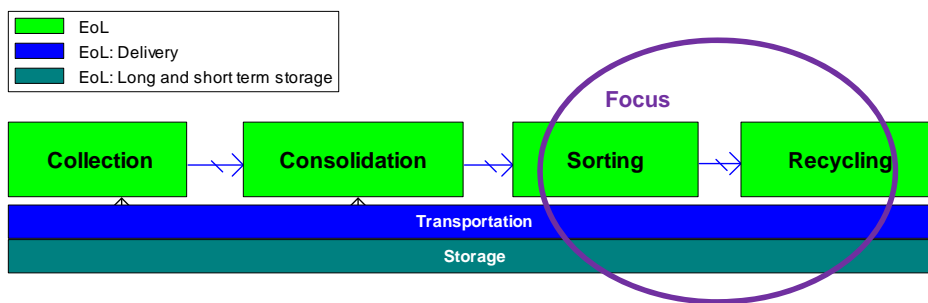 EoL
EoL: Delivery
EoL: Long and short term storage
Focus
Collection
Consolidation
Sorting
Recycling
Transportation
Storage